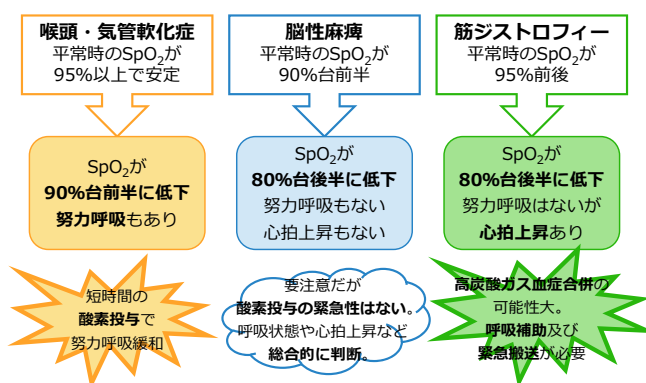 喉頭・気管軟化症
平常時のSpO₂が
95%以上で安定
SpO₂が
90%台前半に低下
努力呼吸もあり
短時間の
酸素投与で
努力呼吸緩和
脳性麻痺
平常時のSpO₂が
90%台前半
SpO₂が
80%台後半に低下
努力呼吸もない
心拍上昇もない
要注意だが
酸素投与の緊急性はない。
呼吸状態や心拍上昇など
総合的に判断。
筋ジストロフィー
平常時のSpO₂が
95%前後
SpO₂が
80%台後半に低下
努力呼吸はないが
心拍上昇あり
高炭酸ガス血症合併の
可能性大。
呼吸補助及び
緊急搬送が必要